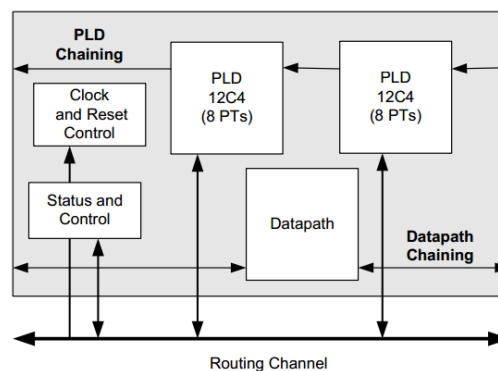 PLD
Chaining
PLD
12C4
(8 PTs)
PLD
12C4
(8 PTs)
Clock
and Reset
Control
Status and
Control
Datapath
Datapath
Chaining
Routing Channel